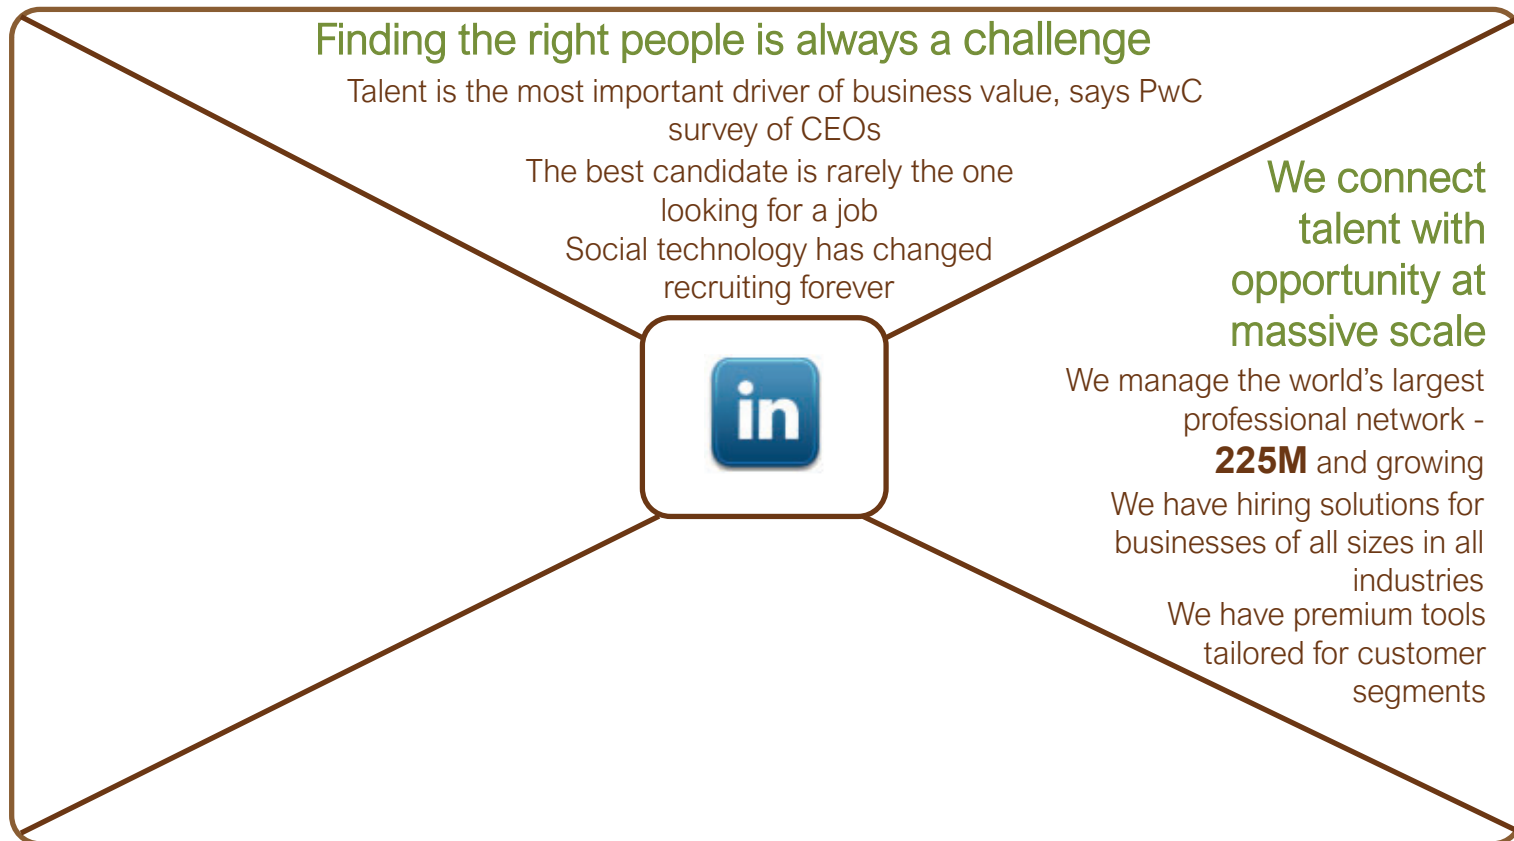 Finding the right people is always a challenge
Talent is the most important driver of business value, says PwC
survey of CEOs
The best candidate is rarely the one
looking for a job
Social technology has changed
recruiting forever
We connect
talent with
opportunity at
massive scale
We manage the world's largest
professional network -
225M and growing
We have hiring solutions for
businesses of all sizes in all
industries
We have premium tools
tailored for customer
segments
in